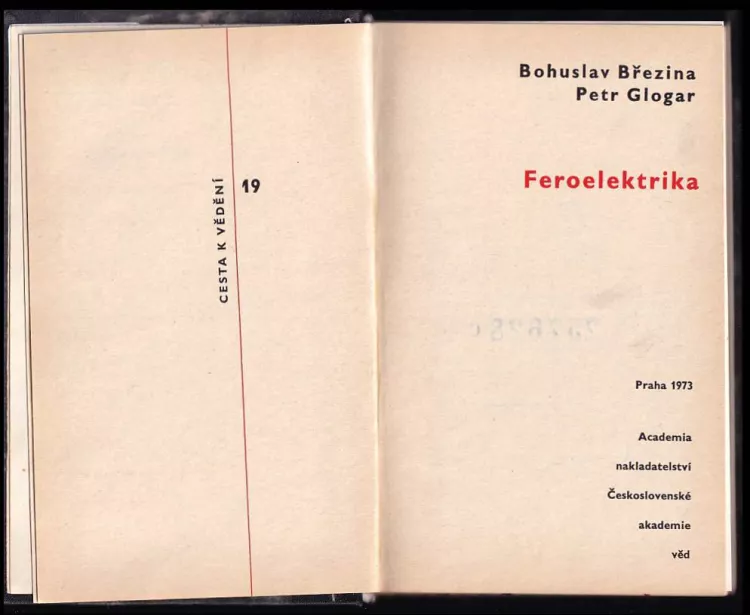 CESTA K VĚDĚNÍ
19
Bohuslav Březina
Petr Glogar
Feroelektrika
Praha 1973
Academia
nakladatelství
Československé
akademie
věd